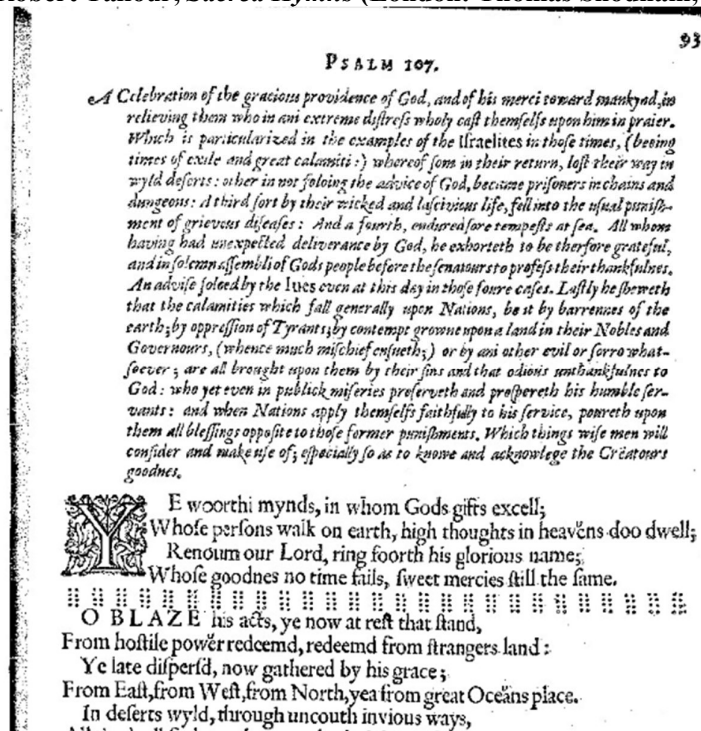 Sacred Hymns (London: Thomas
93
PSALM 107.
A Celebration of the gracious providence of God, and of his merci toward mankynd, in
relieving them who in ani extreme distreſs wholy caſt themſelfs upon him in praier.
Which is particularized in the examples of the Iſraelites in thoſe times, (beeing
times of exile and great calamiti:) whereof ſom in their return, loſt their way in
wyld deſerts: other in not foloing the advice of God, became priſoners in chains and
dungeons: A third ſort by their wicked and laſcivius life, fell into the uſual puniſh-
ment of grievous diſeaſes: And a fourth, endured ſore tempeſts at ſea. All whom
having had unexpected deliverance by God, he exhorteth to be therfore grateful,
and in ſolemn aſſembli of Gods people before the ſenatours to profeſs their thankfulnes.
An adviſe foloed by the Iues even at this day in thoſe foure caſes. Laſtly he ſheweth
that the calamities which fall generally upon Nations, be it by barrennes of the
earth; by oppreſſion of Tyrants; by contempt growne upon a land in their Nobles and
Governours, (whence much miſchief enſueth;) or by ani other evil or ſorro what-
ſoever; are all brought upon them by their ſins and that odious unthankfulnes to
God: who yet even in publick miſeries preſerveth and proſpereth his humble ſer-
vants: and when Nations apply themſelfs faithfully to his ſervice, poureth upon
them all bleſſings oppoſite to thoſe former puniſhments. Which things wiſe men will
conſider and make uſe of; eſpecially ſo as to knowe and acknowlege the Crëatours
goodnes.
YE woorthi mynds, in whom Gods gifts excell;
Whoſe perſons walk on earth, high thoughts in heav̈ens doo dwell;
Renoum our Lord, ring foorth his glorious name;
Whoſe goodnes no time fails, ſweet mercies ſtill the ſame.
O BLAZE his acts, ye now at reſt that ſtand,
From hoſtile pow̆er redeemd, redeemd from ſtrangers land:
Ye late diſperſd, now gathered by his grace;
From Eaſt, from Weſt, from North, yea from great Oceäns place.
In deſerts wyld, through uncouth invious ways,